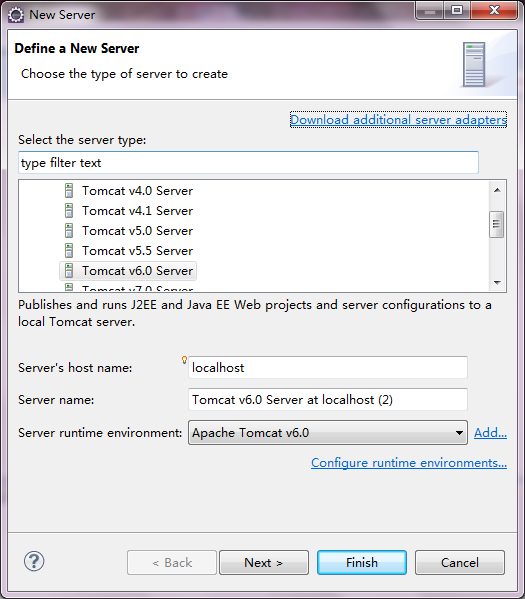 New Server
Define a New Server
Choose the type of server to create
Download additional server adapters
Select the server type:
type filter text
Tomcat v4.0 Server
Tomcat v4.1 Server
Tomcat v5.0 Server
Tomcat v5.5 Server
Tomcat v6.0 Server
Tomcat v7.0 Server
Publishes and runs J2EE and Java EE Web projects and server configurations to a
local Tomcat server.
Server's host name: localhost
Server name: Tomcat v6.0 Server at localhost (2)
Server runtime environment: Apache Tomcat v6.0 Add...
Configure runtime environments...
? < Back Next > Finish Cancel